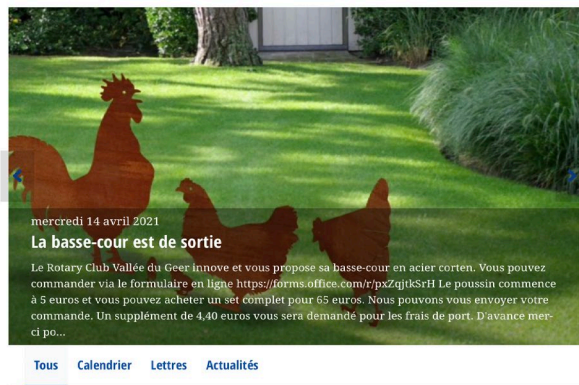 mercredi 14 avril 2021
La basse-cour est de sortie
Le Rotary Club Vallée du Geer innove et vous propose sa basse-cour en acier corten. Vous pouvez
commander via le formulaire en ligne https://forms.office.com/r/pxZqjtkSrH Le poussin commence
à 5 euros et vous pouvez acheter un set complet pour 65 euros. Nous pouvons vous envoyer votre
commande. Un supplément de 4,40 euros vous sera demandé pour les frais de port. D'avance mer-
ci po...
Tous Calendrier Lettres Actualités